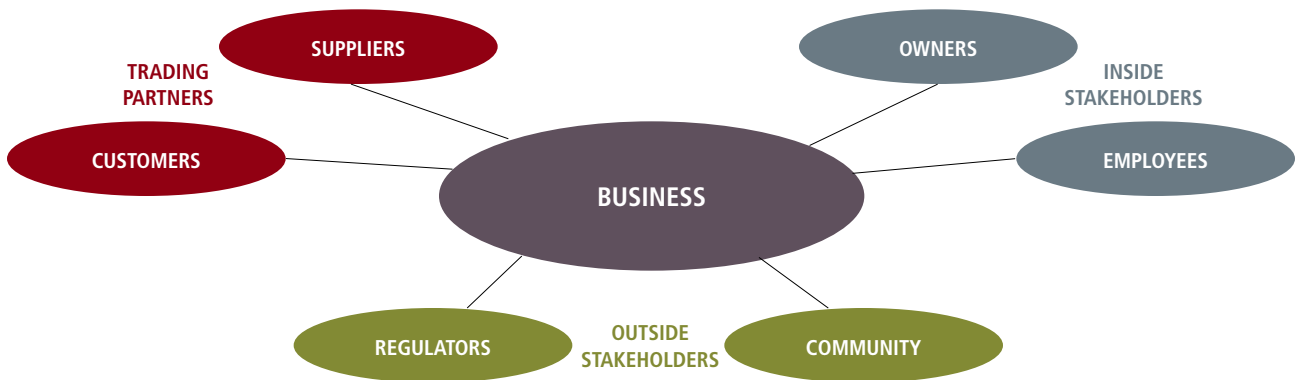 SUPPLIERS
OWNERS
TRADING
PARTNERS
INSIDE
STAKEHOLDERS
CUSTOMERS
EMPLOYEES
BUSINESS
REGULATORS
OUTSIDE
STAKEHOLDERS
COMMUNITY